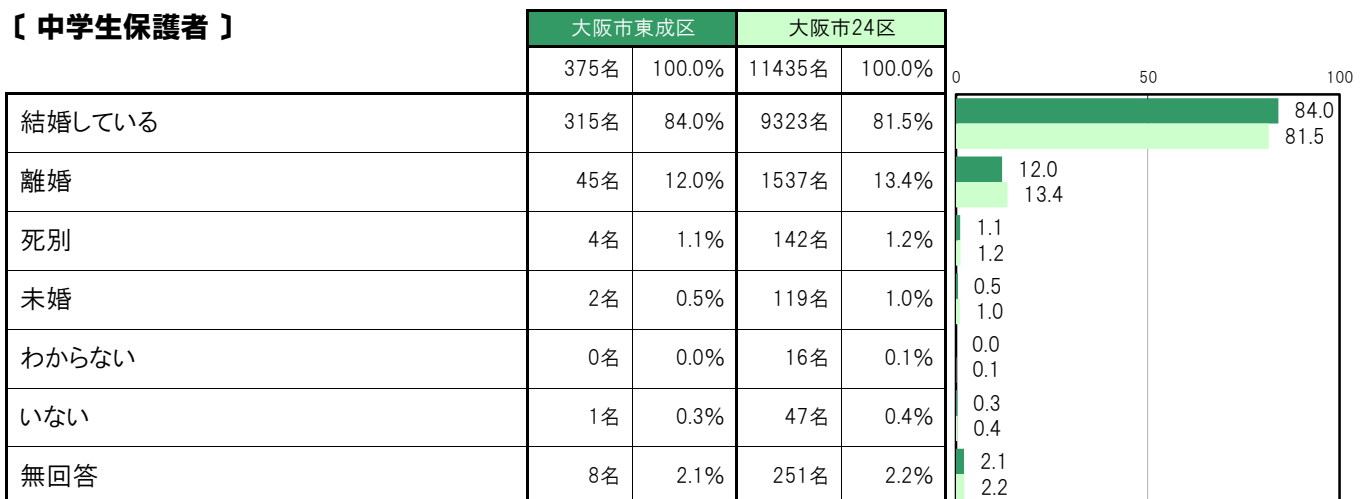 〔 中学生保護者 〕
大阪市東成区 大阪市24区
375名 100.0% 11435名 100.0%
0 50 100
結婚している 315名 84.0% 9323名 81.5%
84.0
81.5
離婚 45名 12.0% 1537名 13.4%
12.0
13.4
死別 4名 1.1% 142名 1.2%
1.1
1.2
未婚 2名 0.5% 119名 1.0%
0.5
1.0
わからない 0名 0.0% 16名 0.1%
0.0
0.1
いない 1名 0.3% 47名 0.4%
0.3
0.4
無回答 8名 2.1% 251名 2.2%
2.1
2.2